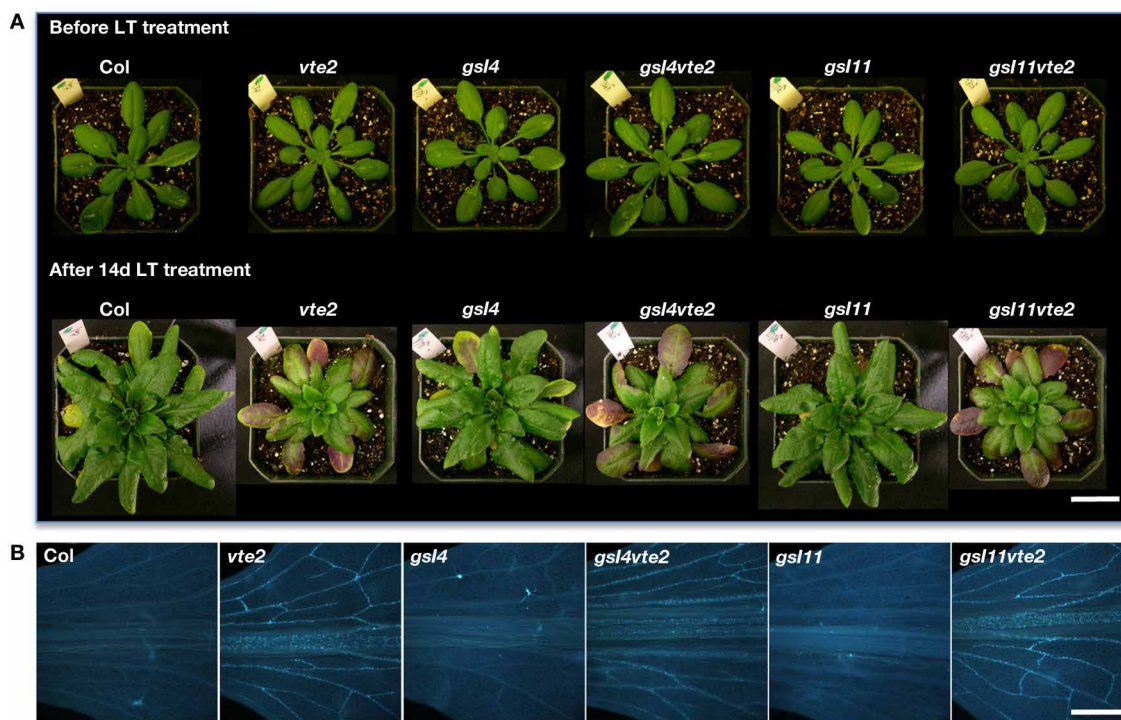 A
Before LT treatment
Col vte2 gsl4 gsl4vte2 gsl11 gsl11vte2
After 14d LT treatment
Col vte2 gsl4 gsl4vte2 gsl11 gsl11vte2
B
Col vte2 gsl4 gsl4vte2 gsl11 gsl11vte2